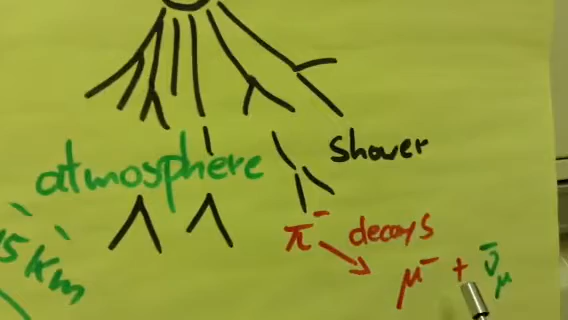 shower
atmosphere
5 km
π⁻ decays
μ⁻ + ν̄μ